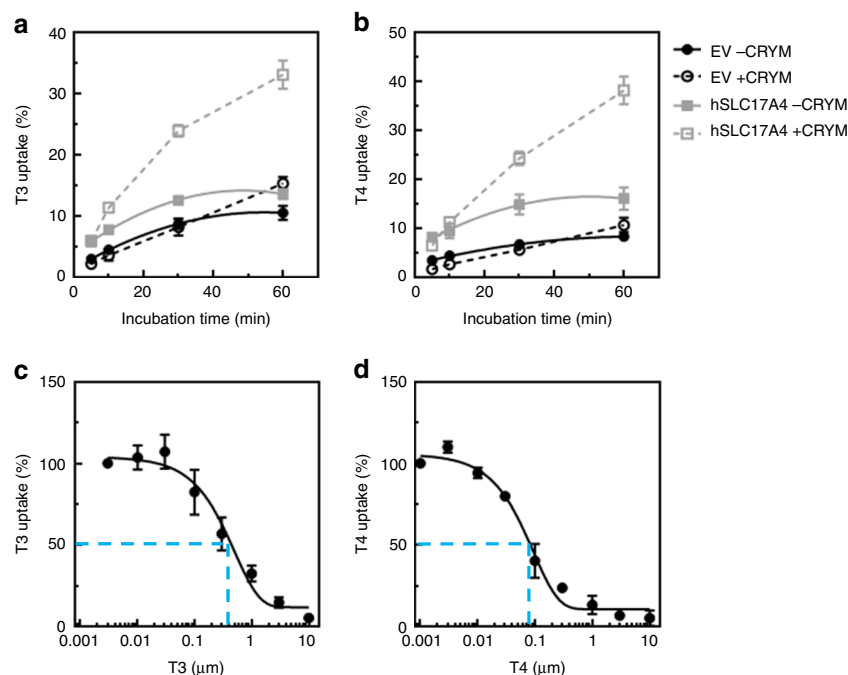 a
T3 uptake (%)
40
30
20
10
0
0 20 40 60
Incubation time (min)
b
T4 uptake (%)
50
40
30
20
10
0
0 20 40 60
Incubation time (min)
EV –CRYM
EV +CRYM
hSLC17A4 –CRYM
hSLC17A4 +CRYM
c
T3 uptake (%)
150
100
50
0
0.001 0.01 0.1 1 10
T3 (μm)
d
T4 uptake (%)
150
100
50
0
0.001 0.01 0.1 1 10
T4 (μm)